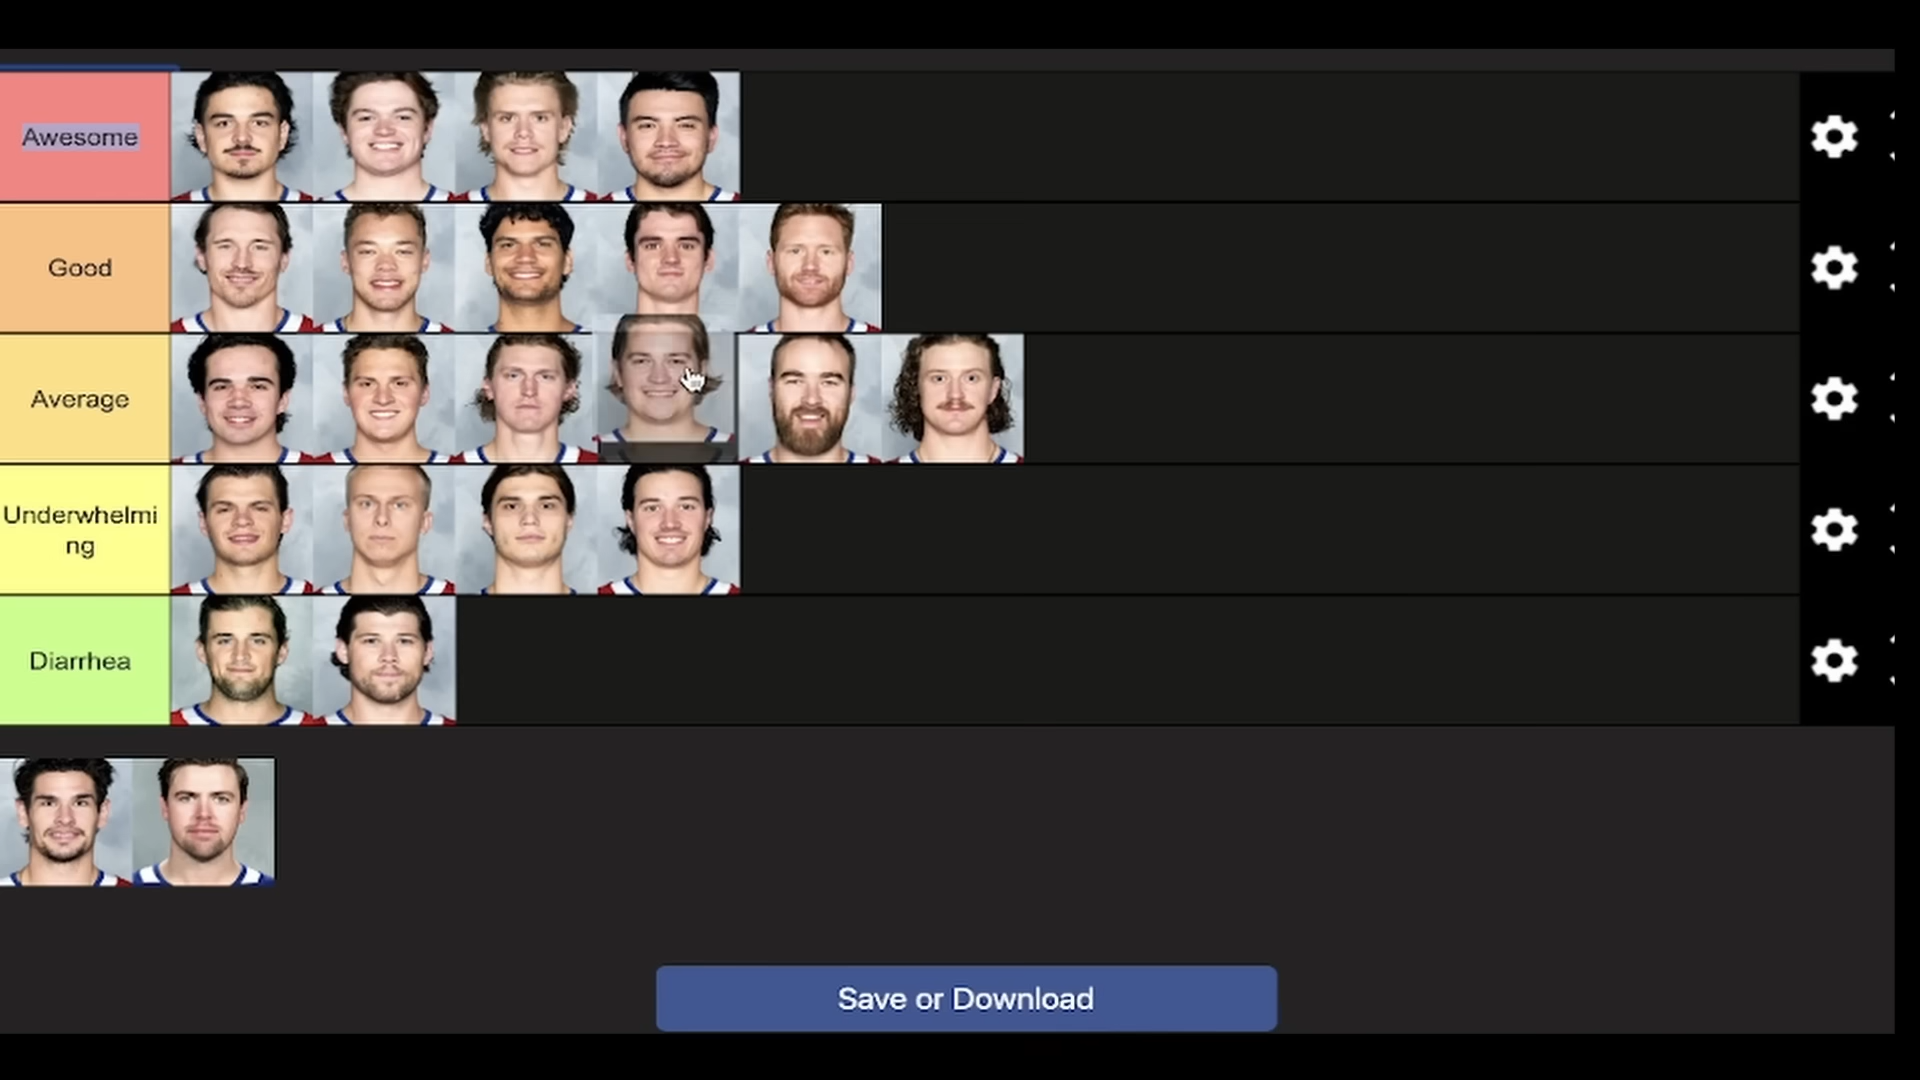 Awesome
Good
Average
Underwhelmi
ng
Diarrhea
Save or Download